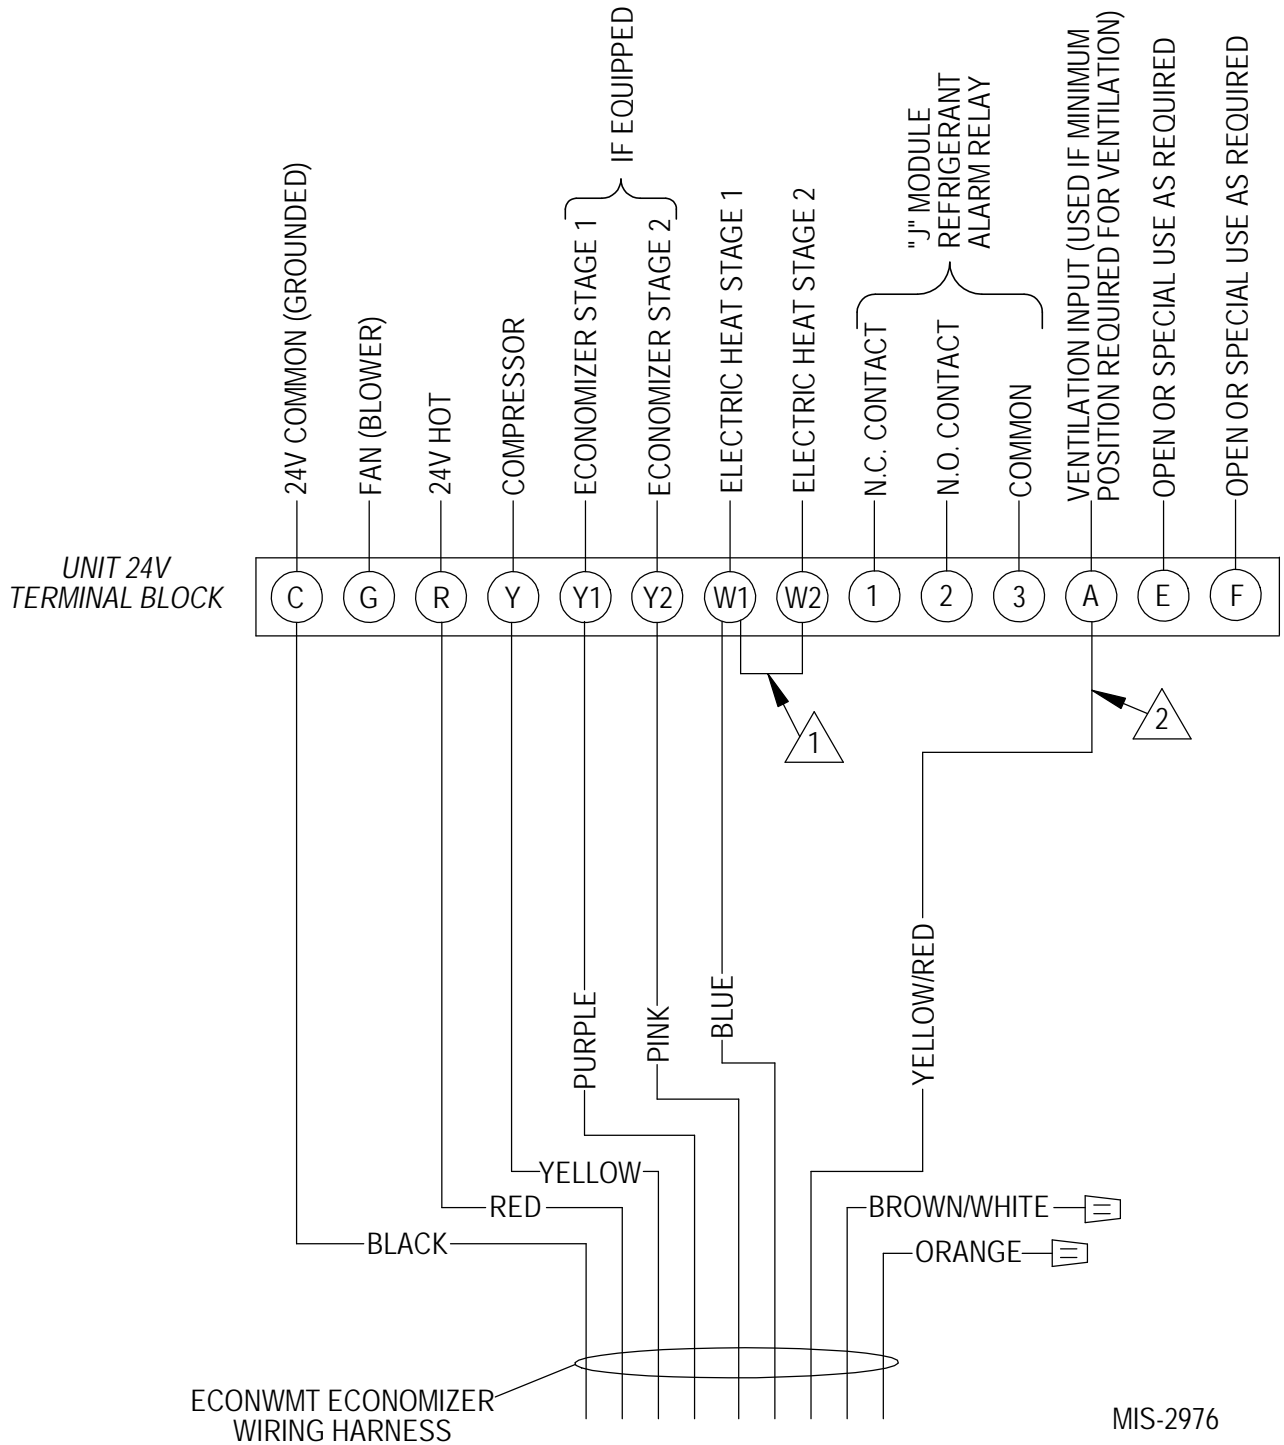 IF EQUIPPED
"J" MODULE
REFRIGERANT
ALARM RELAY
24V COMMON (GROUNDED)
FAN (BLOWER)
24V HOT
COMPRESSOR
ECONOMIZER STAGE 1
ECONOMIZER STAGE 2
ELECTRIC HEAT STAGE 1
ELECTRIC HEAT STAGE 2
N.C. CONTACT
N.O. CONTACT
COMMON
VENTILATION INPUT (USED IF MINIMUM
POSITION REQUIRED FOR VENTILATION)
OPEN OR SPECIAL USE AS REQUIRED
OPEN OR SPECIAL USE AS REQUIRED
UNIT 24V
TERMINAL BLOCK
C G R Y Y1 Y2 W1 W2 1 2 3 A E F
1
2
PURPLE
PINK
BLUE
YELLOW/RED
YELLOW
RED
BROWN/WHITE
BLACK
ORANGE
ECONWMT ECONOMIZER
WIRING HARNESS
MIS-2976